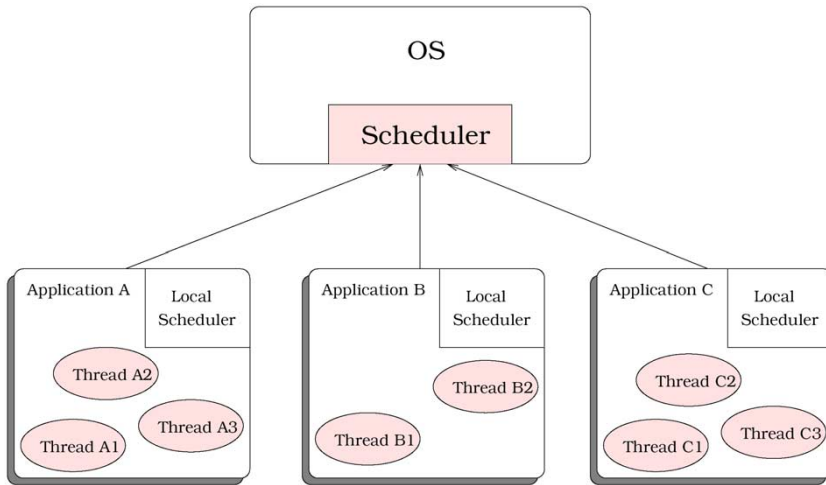 OS
Scheduler
Application A
Local
Scheduler
Thread A2
Thread A3
Thread A1
Application B
Local
Scheduler
Thread B2
Thread B1
Application C
Local
Scheduler
Thread C2
Thread C3
Thread C1